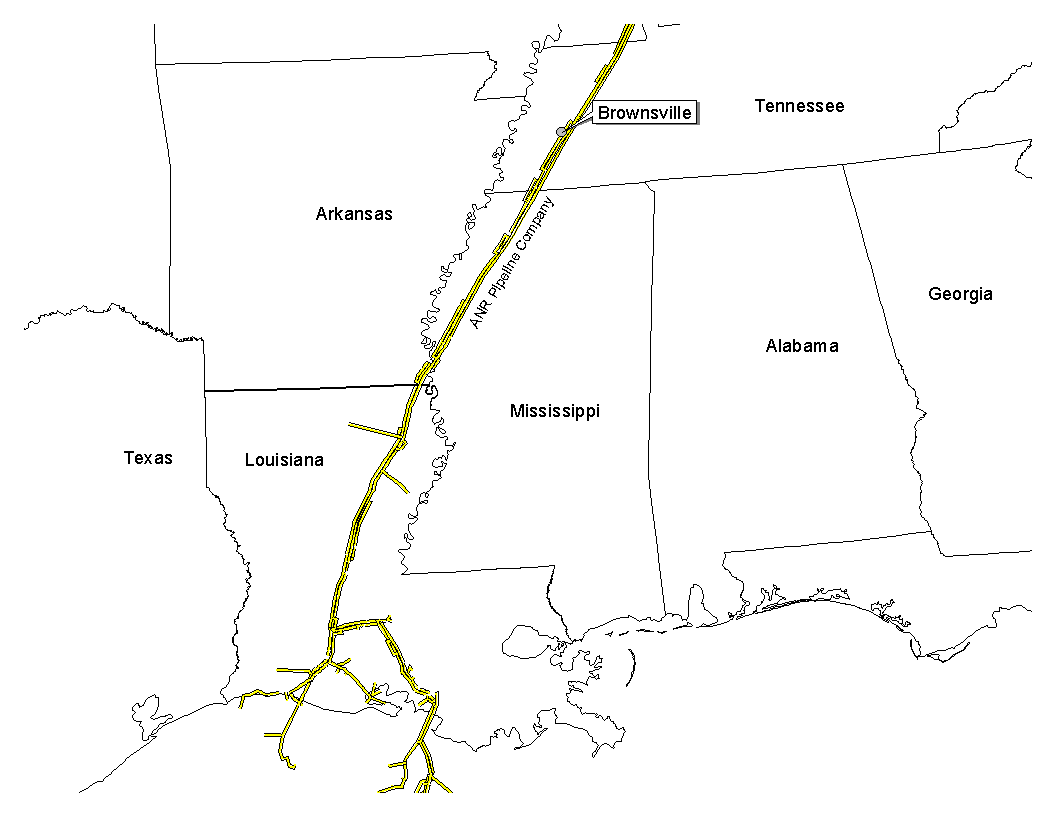 Brownsville
Tennessee
Arkansas
ANR Pipeline Company
Georgia
Alabama
Mississippi
Texas
Louisiana